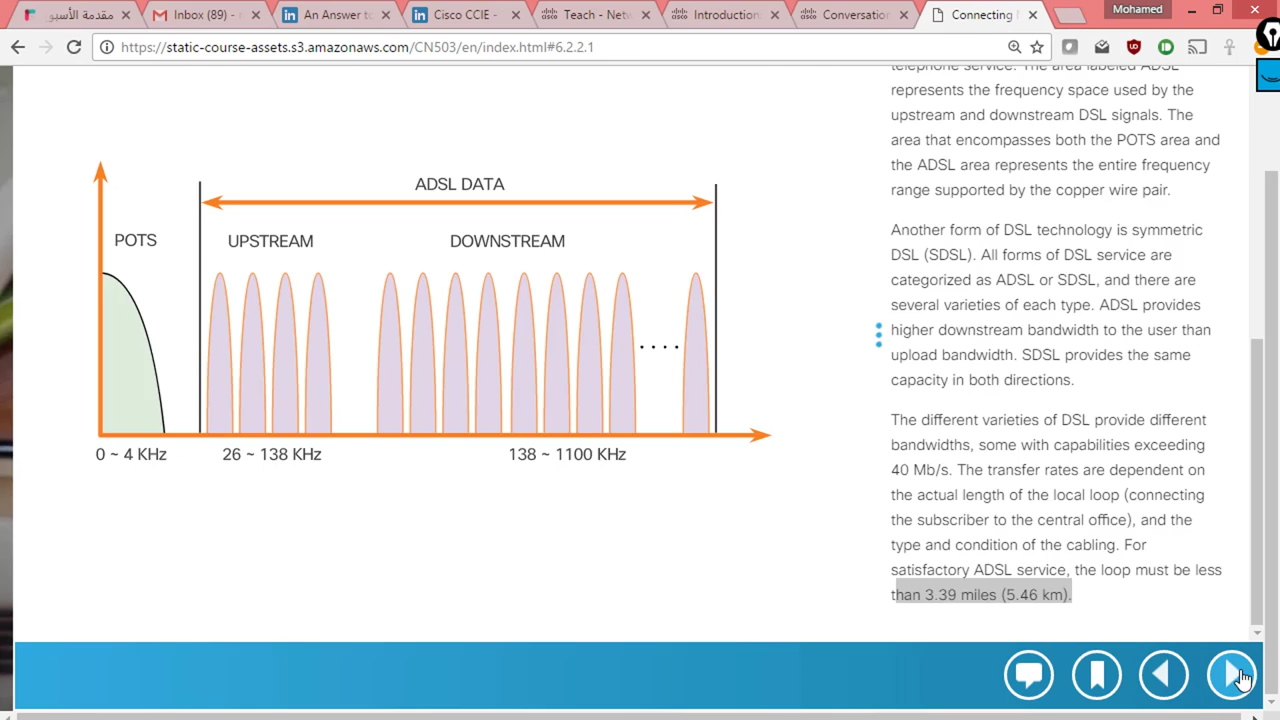 مقدمة الأسبو
Inbox (89) -
An Answer to
Cisco CCIE -
Teach - Netw
Introduction
Conversation
Connecting
Mohamed
https://static-course-assets.s3.amazonaws.com/CN503/en/index.html#6.2.2.1
telephone service. The area labeled ADSL
represents the frequency space used by the
upstream and downstream DSL signals. The
area that encompasses both the POTS area and
the ADSL area represents the entire frequency
range supported by the copper wire pair.
Another form of DSL technology is symmetric
DSL (SDSL). All forms of DSL service are
categorized as ADSL or SDSL, and there are
several varieties of each type. ADSL provides
higher downstream bandwidth to the user than
upload bandwidth. SDSL provides the same
capacity in both directions.
The different varieties of DSL provide different
bandwidths, some with capabilities exceeding
40 Mb/s. The transfer rates are dependent on
the actual length of the local loop (connecting
the subscriber to the central office), and the
type and condition of the cabling. For
satisfactory ADSL service, the loop must be less
than 3.39 miles (5.46 km).
ADSL DATA
POTS
UPSTREAM
DOWNSTREAM
0 ~ 4 KHz
26 ~ 138 KHz
138 ~ 1100 KHz